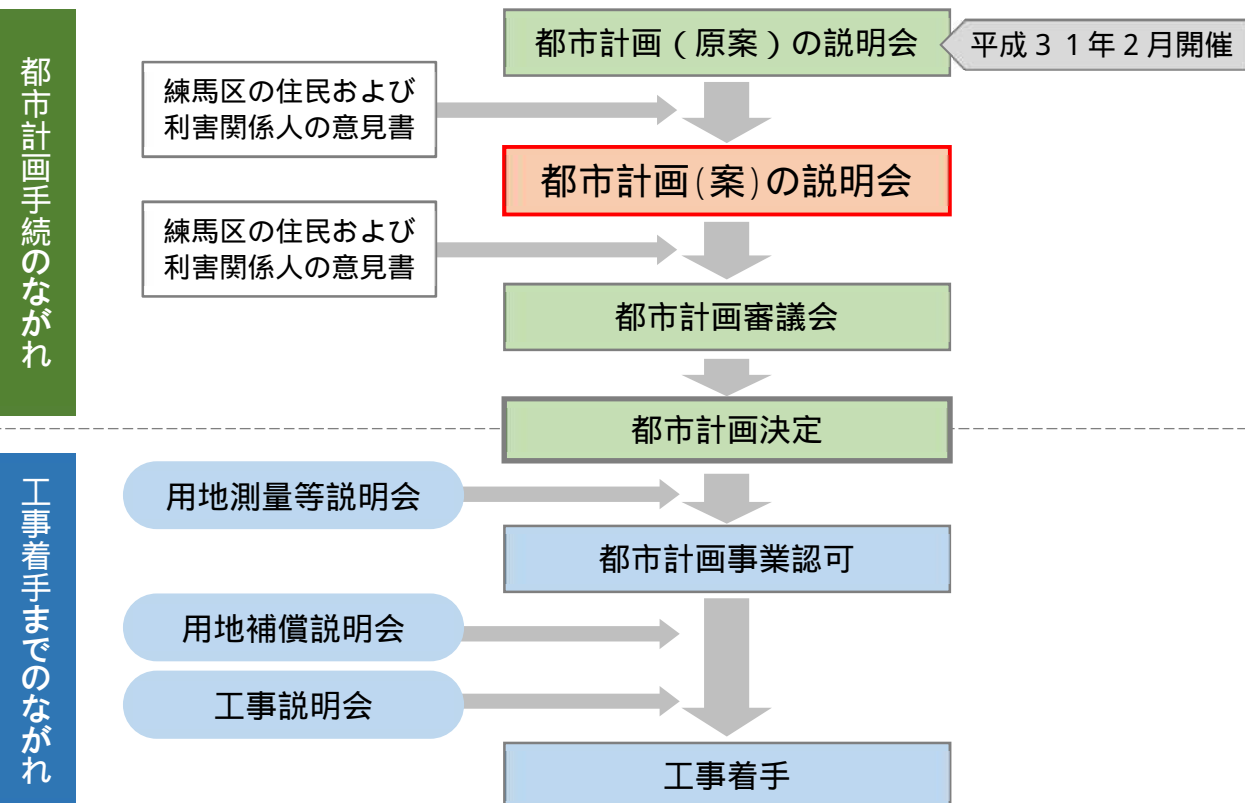 都市計画手続のながれ
都市計画（原案）の説明会
平成３１年２月開催
練馬区の住民および
利害関係人の意見書
都市計画(案)の説明会
練馬区の住民および
利害関係人の意見書
都市計画審議会
都市計画決定
工事着手までのながれ
用地測量等説明会
都市計画事業認可
用地補償説明会
工事説明会
工事着手